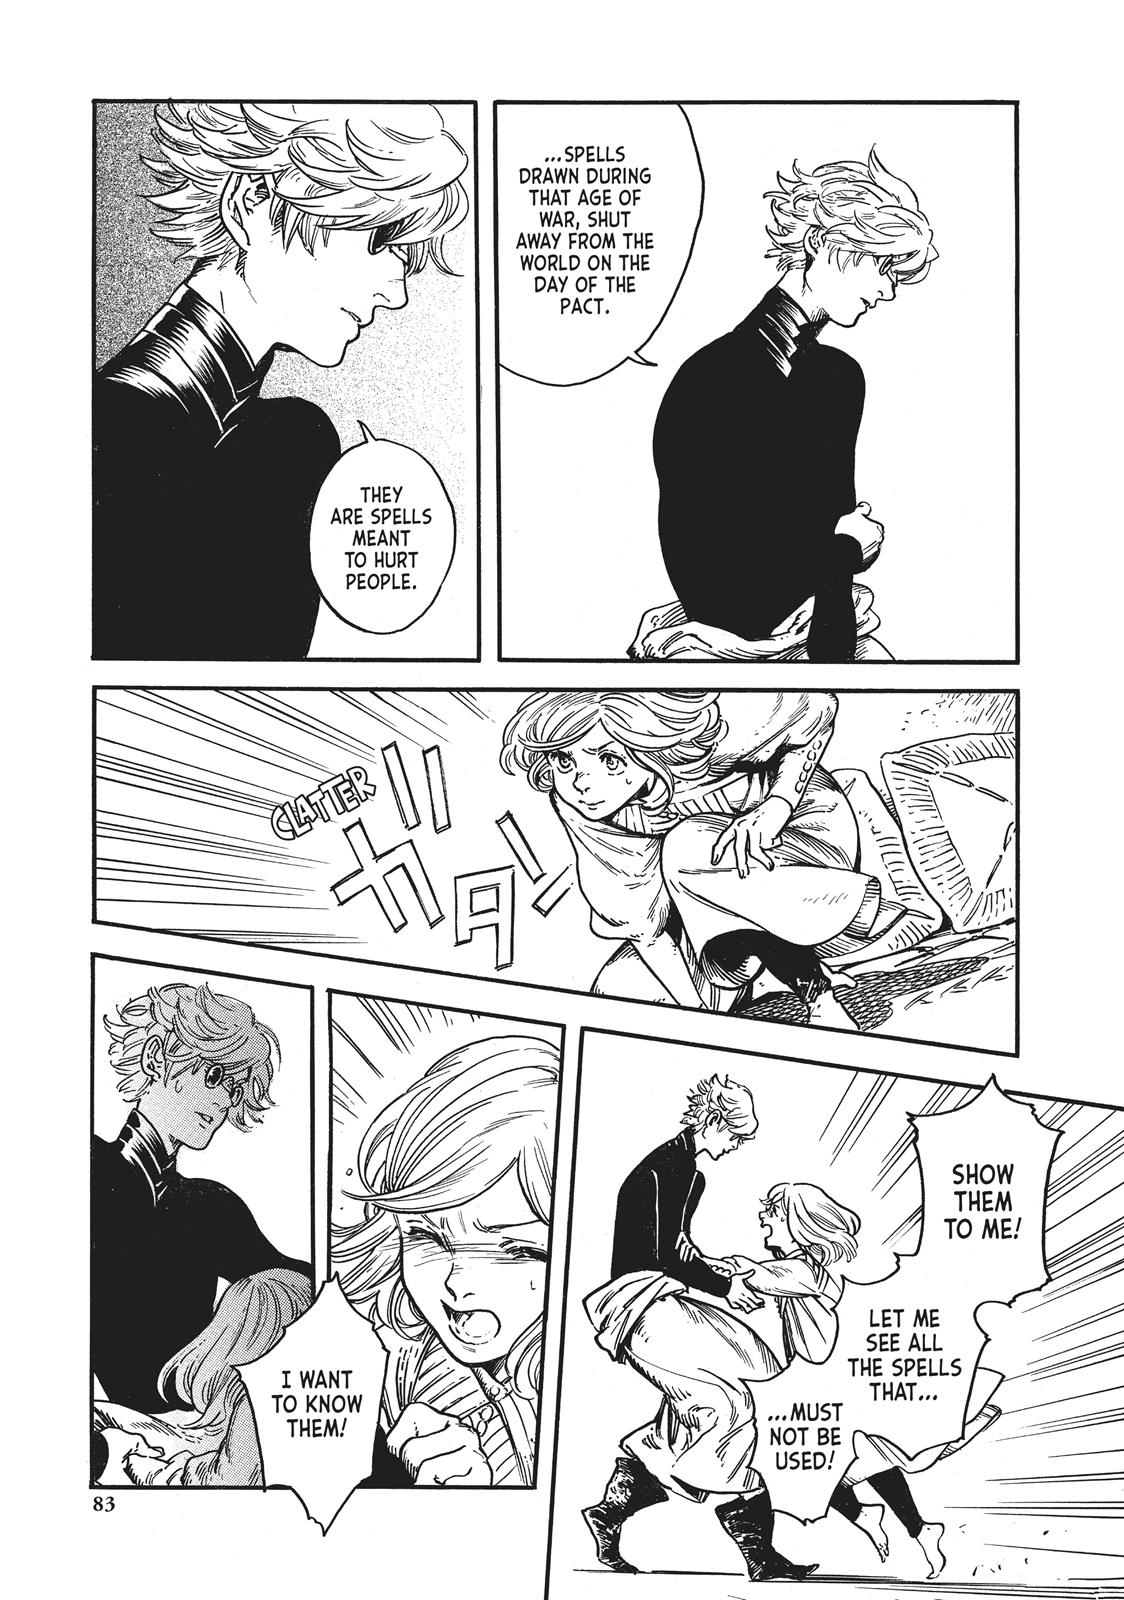 ...SPELLS
DRAWN DURING
THAT AGE OF
WAR, SHUT
AWAY FROM THE
WORLD ON THE
DAY OF THE
PACT.
THEY
ARE SPELLS
MEANT
TO HURT
PEOPLE.
CLATTER
ガタン
SHOW
THEM
TO ME!
LET ME
SEE ALL
THE SPELLS
THAT...
...MUST
NOT BE
USED!
I WANT
TO KNOW
THEM!
83